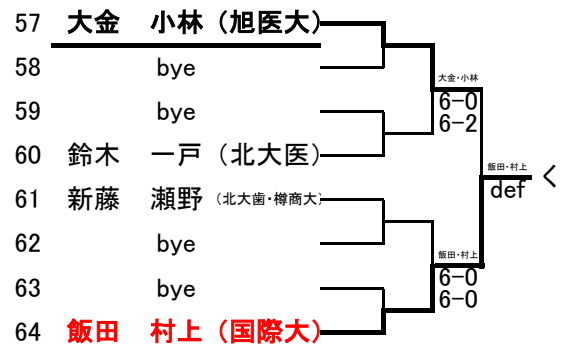 57 大金 小林（旭医大）
58 bye
大金・小林
59 bye
6-0
6-2
60 鈴木 一戸（北大医）
飯田・村上
く
def
61 新藤 瀬野（北大歯・樽商大）
62 bye
飯田・村上
63 bye
6-0
6-0
64 飯田 村上（国際大）